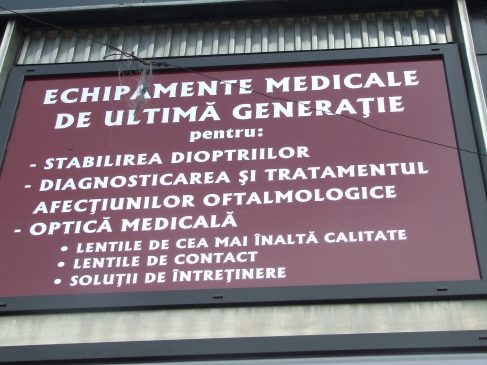 ECHIPAMENTE MEDICALE
DE ULTIMĂ GENERAŢIE
pentru:
- STABILIREA DIOPTRIILOR
- DIAGNOSTICAREA ŞI TRATAMENTUL
AFECŢIUNILOR OFTALMOLOGICE
- OPTICĂ MEDICALĂ
• LENTILE DE CEA MAI ÎNALTĂ CALITATE
• LENTILE DE CONTACT
• SOLUŢII DE ÎNTREŢINERE